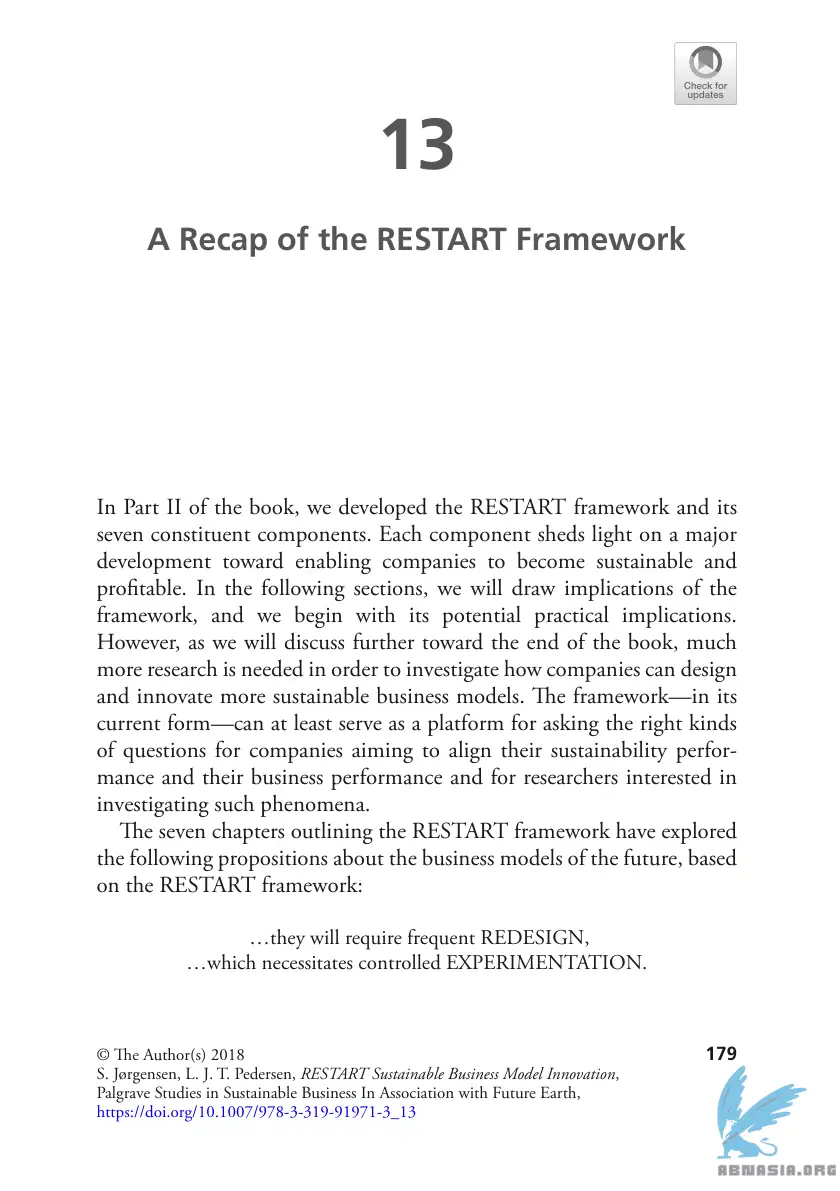 Check for
updates
13
A Recap of the RESTART Framework
In Part II of the book, we developed the RESTART framework and its
seven constituent components. Each component sheds light on a major
development toward enabling companies to become sustainable and
profitable. In the following sections, we will draw implications of the
framework, and we begin with its potential practical implications.
However, as we will discuss further toward the end of the book, much
more research is needed in order to investigate how companies can design
and innovate more sustainable business models. The framework—in its
current form—can at least serve as a platform for asking the right kinds
of questions for companies aiming to align their sustainability perfor-
mance and their business performance and for researchers interested in
investigating such phenomena.
The seven chapters outlining the RESTART framework have explored
the following propositions about the business models of the future, based
on the RESTART framework:
…they will require frequent REDESIGN,
…which necessitates controlled EXPERIMENTATION.
© The Author(s) 2018
179
S. Jørgensen, L. J. T. Pedersen, RESTART Sustainable Business Model Innovation,
Palgrave Studies in Sustainable Business In Association with Future Earth,
https://doi.org/10.1007/978-3-319-91971-3_13
ABMASIA.ORG